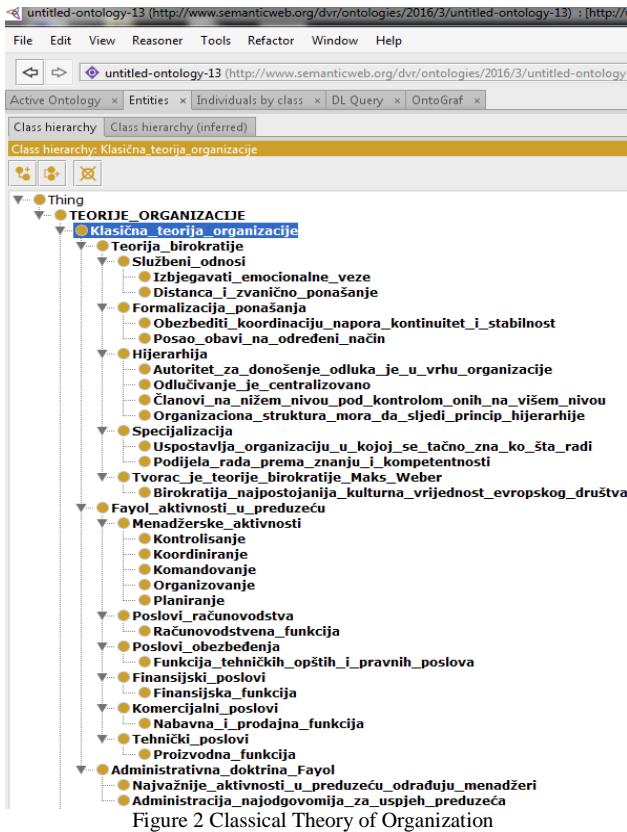 untitled-ontology-13 (http://www.semanticweb.org/dvr/ontologies/2016/3/untitled-ontology-13) : [http://
File Edit View Reasoner Tools Refactor Window Help
untitled-ontology-13 (http://www.semanticweb.org/dvr/ontologies/2016/3/untitled-ontology
Active Ontology × Entities × Individuals by class × DL Query × OntoGraf ×
Class hierarchy Class hierarchy (inferred)
Class hierarchy: Klasična_teorija_organizacije
Thing
TEORIJE_ORGANIZACIJE
Klasična_teorija_organizacije
Teorija_birokratije
Službeni_odnosi
Izbjegavati_emocionalne_veze
Distanca_i_zvanično_ponašanje
Formalizacija_ponašanja
Obezbediti_koordinaciju_napora_kontinuitet_i_stabilnost
Posao_obavi_na_određeni_način
Hijerarhija
Autoritet_za_donošenje_odluka_je_u_vrhu_organizacije
Odlučivanje_je_centralizovano
Članovi_na_nižem_nivou_pod_kontrolom_onih_na_višem_nivou
Organizaciona_struktura_mora_da_sljedi_princip_hijerarhije
Specijalizacija
Uspostavlja_organizaciju_u_kojoj_se_tačno_zna_ko_šta_radi
Podijela_rada_prema_znanju_i_kompetentnosti
Tvorac_je_teorije_birokratije_Maks_Weber
Birokratija_najpostojanija_kulturna_vrijednost_evropskog_društva
Fayol_aktivnosti_u_preduzeću
Menadžerske_aktivnosti
Kontrolisanje
Koordiniranje
Komandovanje
Organizovanje
Planiranje
Poslovi_računovodstva
Računovodstvena_funkcija
Poslovi_obezbeđenja
Funkcija_tehničkih_opštih_i_pravnih_poslova
Finansijski_poslovi
Finansijska_funkcija
Komercijalni_poslovi
Nabavna_i_prodajna_funkcija
Tehnički_poslovi
Proizvodna_funkcija
Administrativna_doktrina_Fayol
Najvažnije_aktivnosti_u_preduzeću_odrađuju_menadžeri
Administracija_najodgovornija_za_uspjeh_preduzeća
Figure 2 Classical Theory of Organization